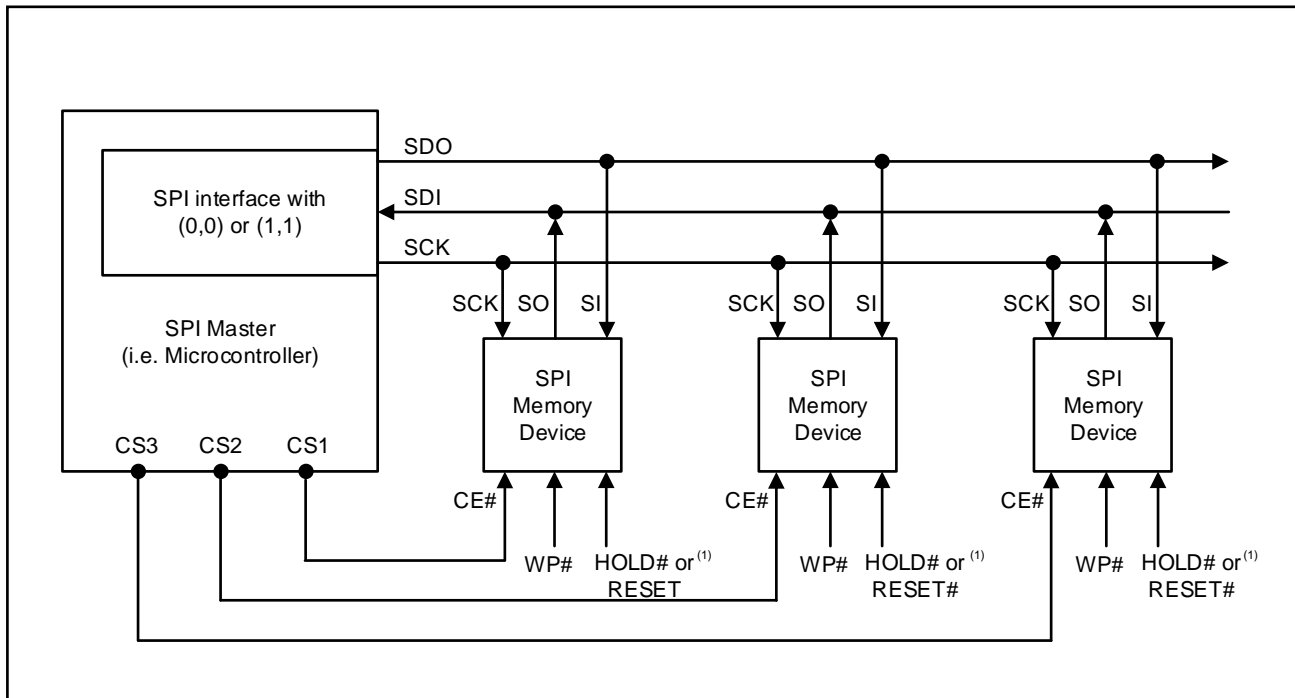 SDO
SPI interface with
(0,0) or (1,1)
SDI
SCK
SPI Master
(i.e. Microcontroller)
CS3 CS2 CS1
SCK SO SI
SPI
Memory
Device
CE#
WP#
HOLD# or (1)
RESET
SCK SO SI
SPI
Memory
Device
CE#
WP#
HOLD# or (1)
RESET#
SCK SO SI
SPI
Memory
Device
CE#
WP#
HOLD# or (1)
RESET#